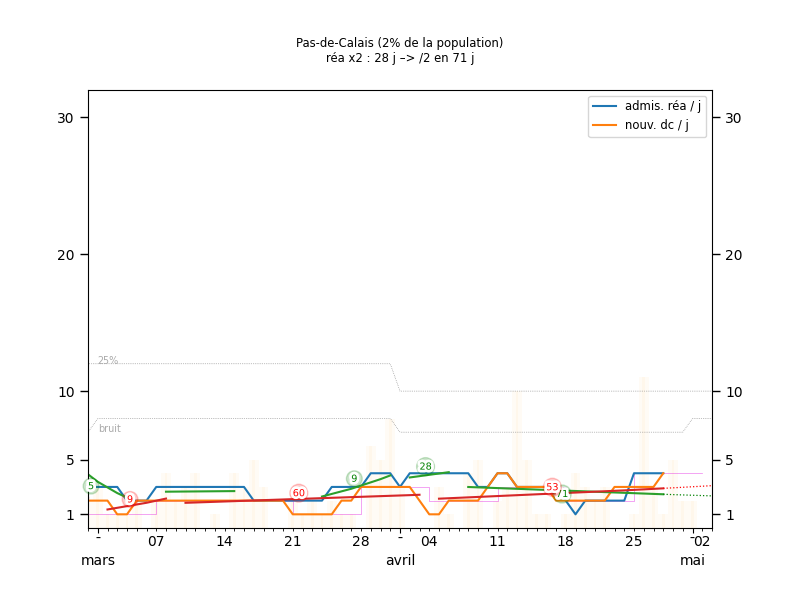 Pas-de-Calais (2% de la population)
réa x2 : 28 j –> /2 en 71 j
admis. réa / j
nouv. dc / j
30
30
20
20
25%
10
10
bruit
5
5
28
9
5
9
60
53
71
1
1
- 07 14 21 28 - 04 11 18 25 - 02
mars avril mai